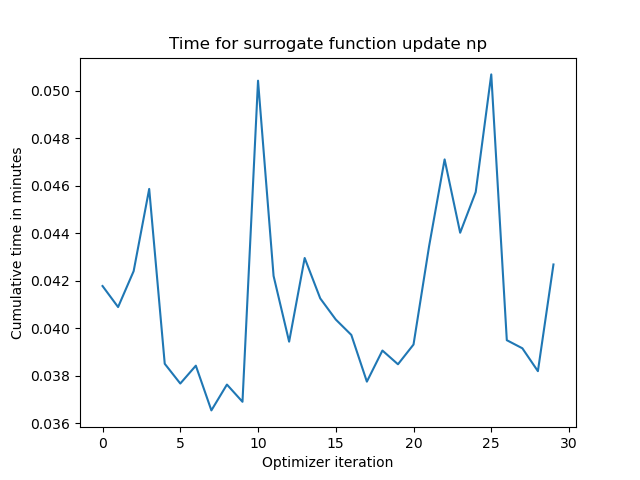 Time for surrogate function update np
0.050
0.048
0.046
0.044
0.042
0.040
0.038
0.036
Cumulative time in minutes
0 5 10 15 20 25 30
Optimizer iteration